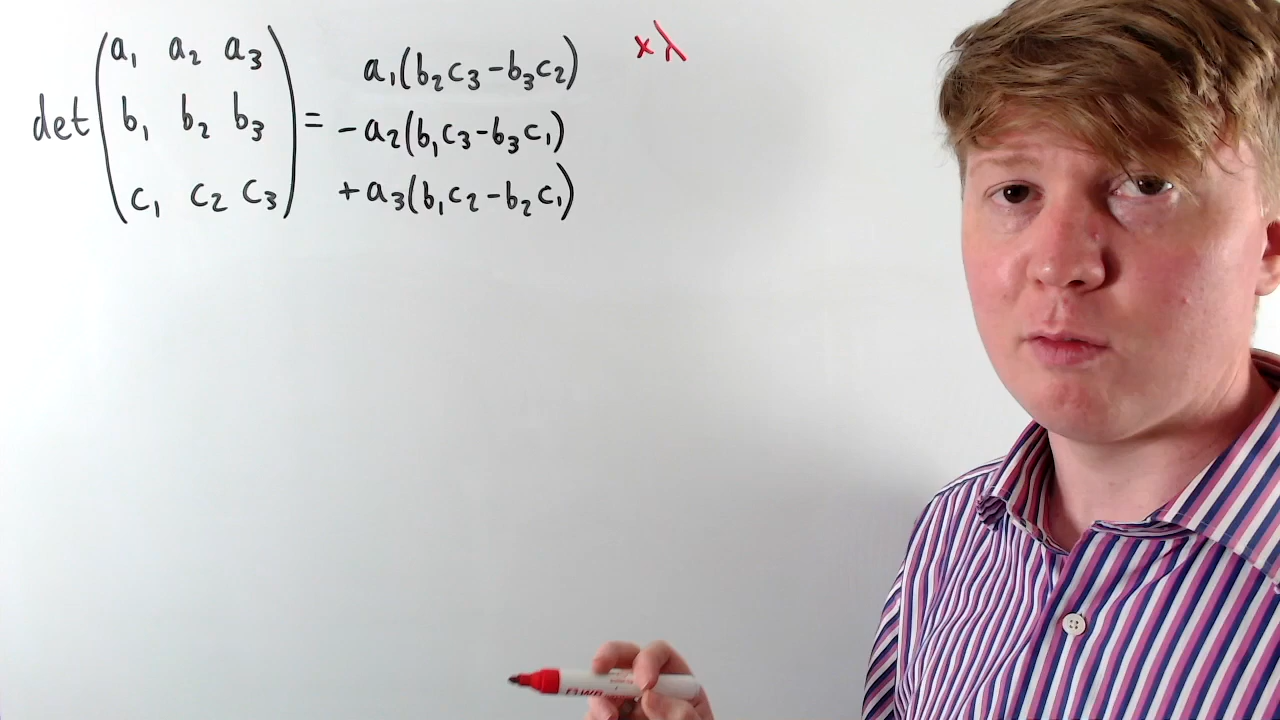 a₁ a₂ a₃
a₁(b₂c₃-b₃c₂)
×λ
det b₁ b₂ b₃ = -a₂(b₁c₃-b₃c₁)
c₁ c₂ c₃
+a₃(b₁c₂-b₂c₁)